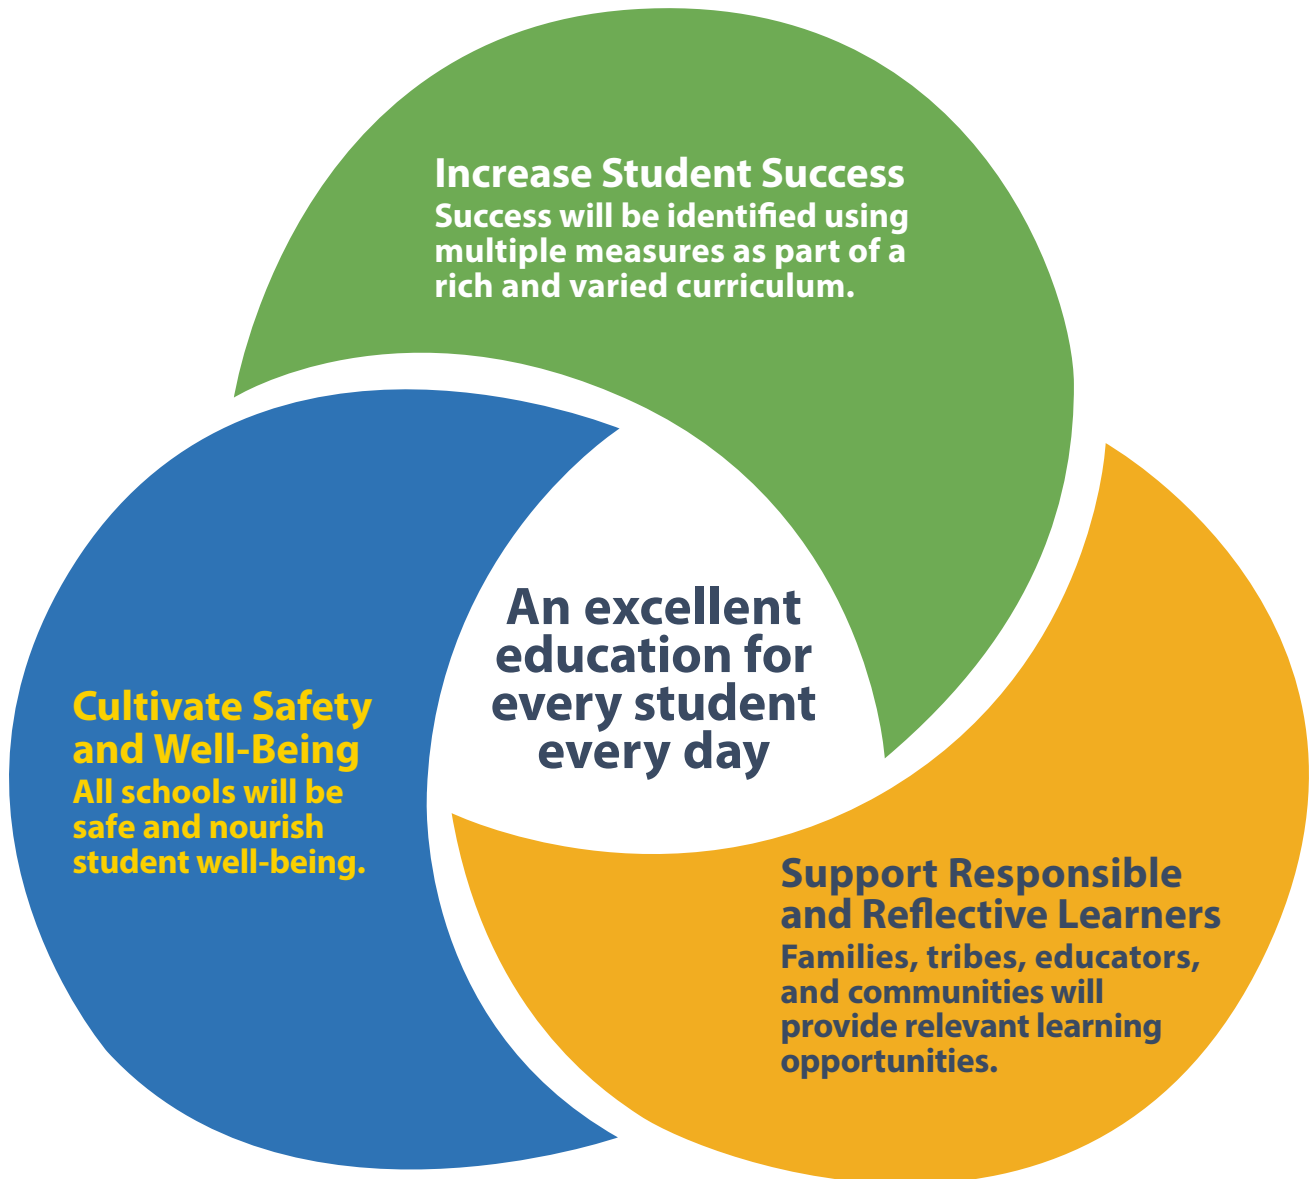 Increase Student Success
Success will be identified using
multiple measures as part of a
rich and varied curriculum.
An excellent
education for
every student
every day
Cultivate Safety
and Well-Being
All schools will be
safe and nourish
student well-being.
Support Responsible
and Reflective Learners
Families, tribes, educators,
and communities will
provide relevant learning
opportunities.